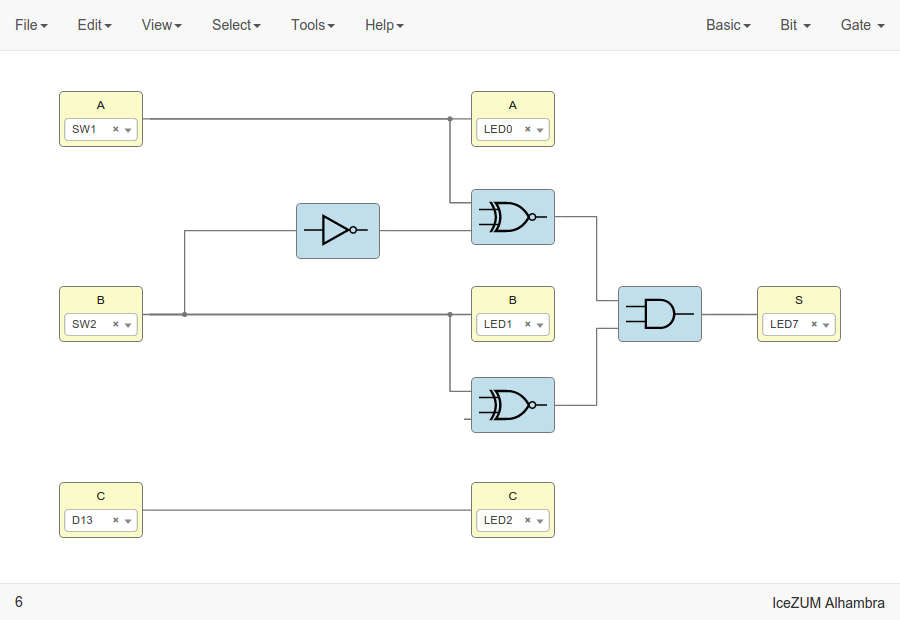 File Edit View Select Tools Help Basic Bit Gate
A
SW1
A
LED0
B
SW2
B
LED1
S
LED7
C
D13
C
LED2
6
IceZUM Alhambra